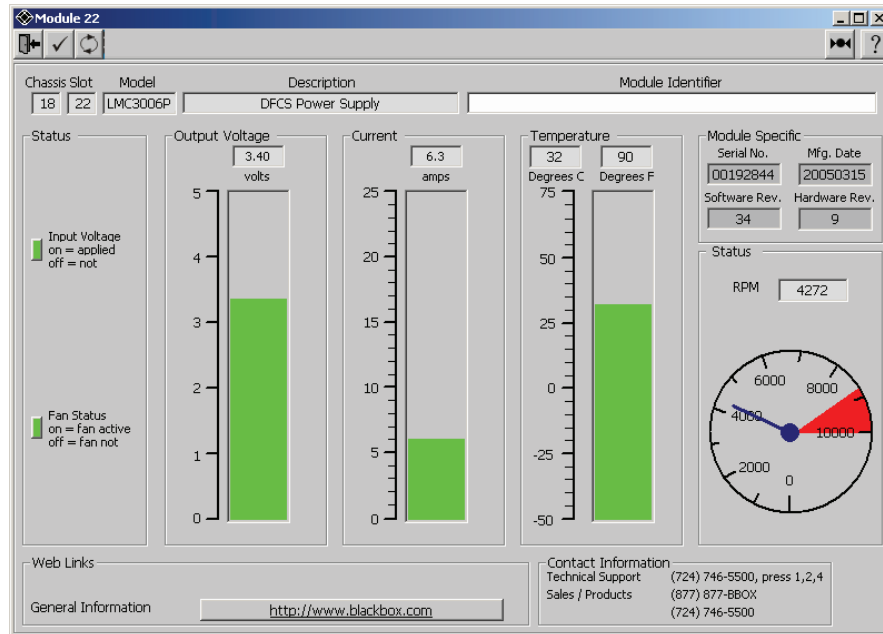 Module 22
?
Chassis Slot Model Description Module Identifier
18 22 LMC3006P DFCS Power Supply
Status
Input Voltage
on = applied
off = not
Fan Status
on = fan active
off = fan not
Output Voltage
3.40
volts
5
4
3
2
1
0
Current
6.3
amps
25
20
15
10
5
0
Temperature
32 90
Degrees C Degrees F
75
50
25
0
-25
-50
Module Specific
Serial No. Mfg. Date
00192844 20050315
Software Rev. Hardware Rev.
34 9
Status
RPM 4272
6000 8000
4000 10000
2000 0
Web Links
General Information http://www.blackbox.com
Contact Information
Technical Support (724) 746-5500, press 1,2,4
Sales / Products (877) 877-BBOX
(724) 746-5500